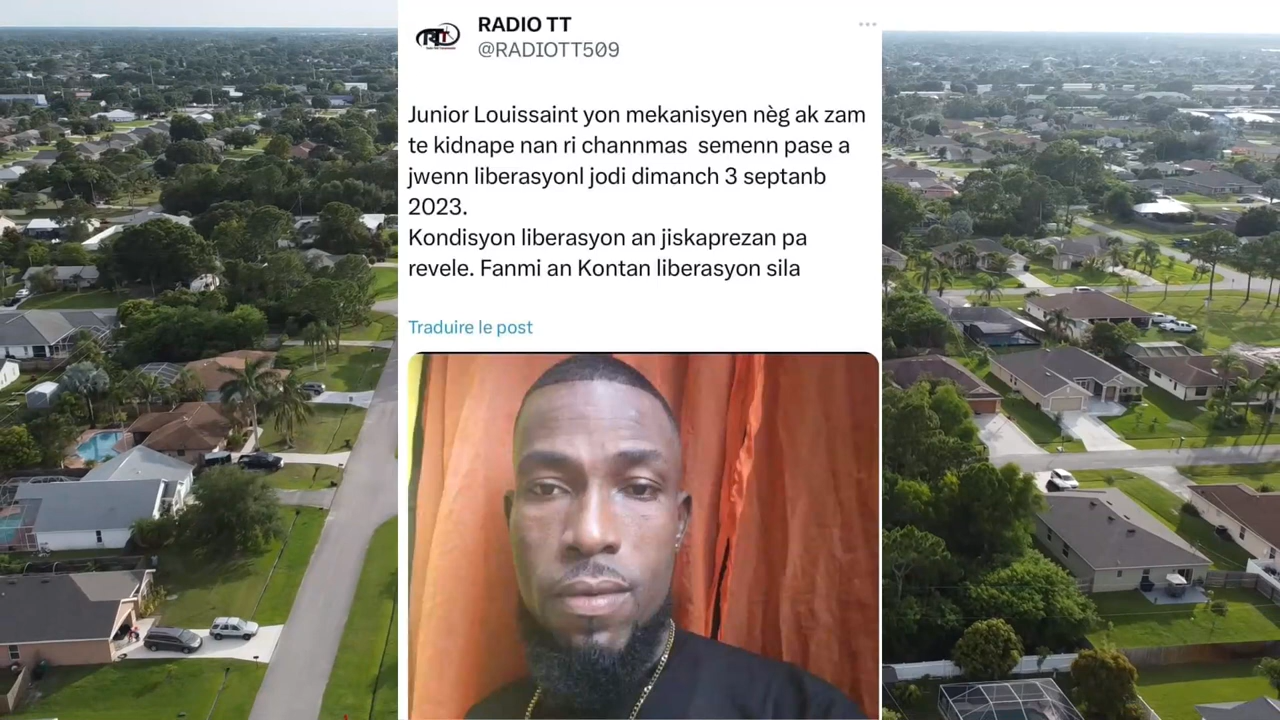 RADIO TT
@RADIOTT509
Junior Louissaint yon mekanisyen nèg ak zam
te kidnape nan ri channmas semenn pase a
jwenn liberasyonl jodi dimanch 3 septanb
2023.
Kondisyon liberasyon an jiskaprezan pa
revele. Fanmi an Kontan liberasyon sila
Traduire le post